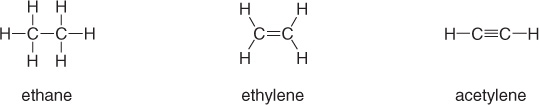 H H H H
H–C–C–H C=C H–C≡C–H
H H H H
ethane ethylene acetylene